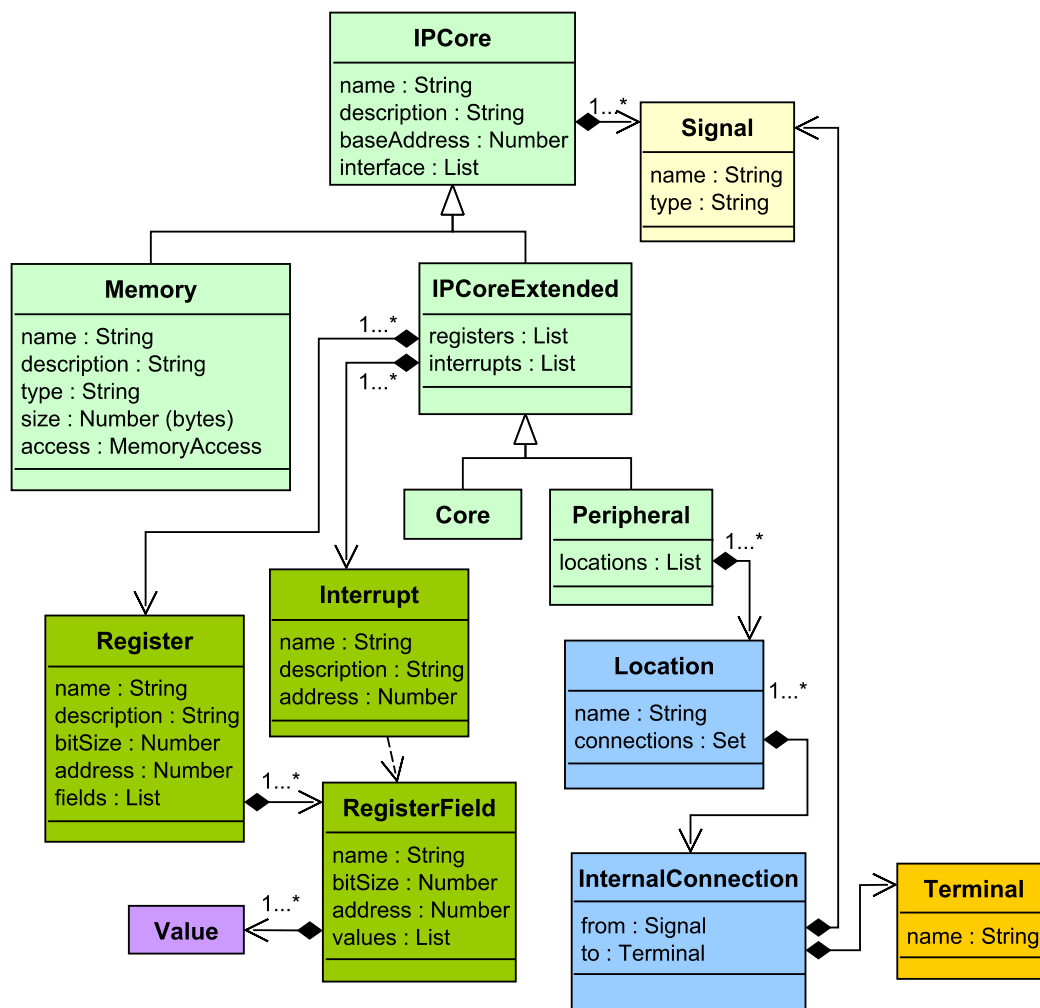 IPCore
name : String
description : String
baseAddress : Number
interface : List
1...*
Signal
name : String
type : String
Memory
name : String
description : String
type : String
size : Number (bytes)
access : MemoryAccess
IPCoreExtended
registers : List
interrupts : List
1...*
1...*
Core
Peripheral
locations : List
1...*
Interrupt
name : String
description : String
address : Number
Register
name : String
description : String
bitSize : Number
address : Number
fields : List
1...*
Location
name : String
connections : Set
1...*
RegisterField
name : String
bitSize : Number
address : Number
values : List
1...*
Value
InternalConnection
from : Signal
to : Terminal
Terminal
name : String